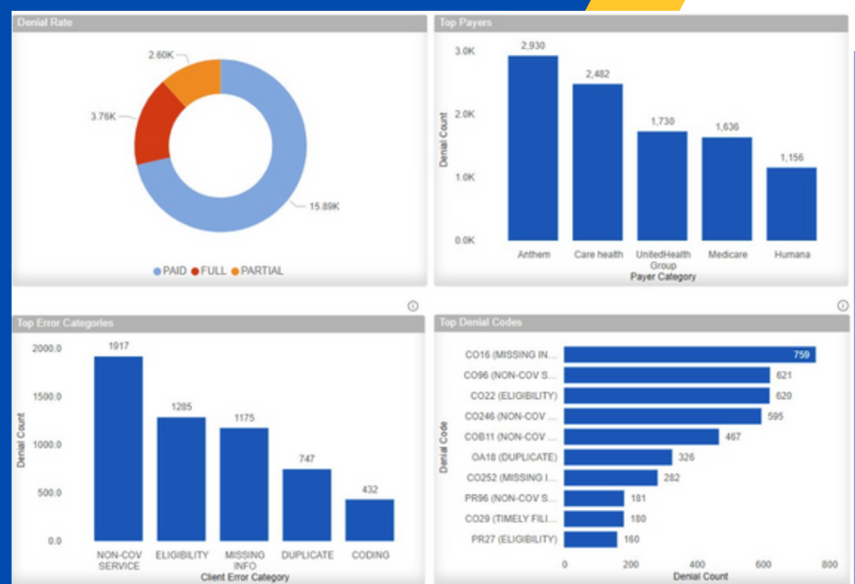 Denial Rate
2.60K
3.76K
15.89K
PAID FULL PARTIAL
Top Payers
3.0K
2.0K
1.0K
0.0K
Denial Count
2,930
2,482
1,730
1,636
1,156
Anthem Care health UnitedHealth Medicare Humana
Group
Payer Category
Top Error Categories
2000.0
1500.0
1000.0
500.0
0.0
Denial Count
1917
1285
1175
747
432
NON-COV ELIGIBILITY MISSING DUPLICATE CODING
SERVICE INFO
Client Error Category
Top Denial Codes
Denial Code
CO16 (MISSING IN... 759
CO96 (NON-COV S... 621
CO22 (ELIGIBILITY) 620
CO246 (NON-COV ... 595
COB11 (NON-COV ... 467
OA18 (DUPLICATE) 326
CO252 (MISSING I... 282
PR96 (NON-COV S... 181
CO29 (TIMELY FILI... 180
PR27 (ELIGIBILITY) 160
0 200 400 600 800
Denial Count